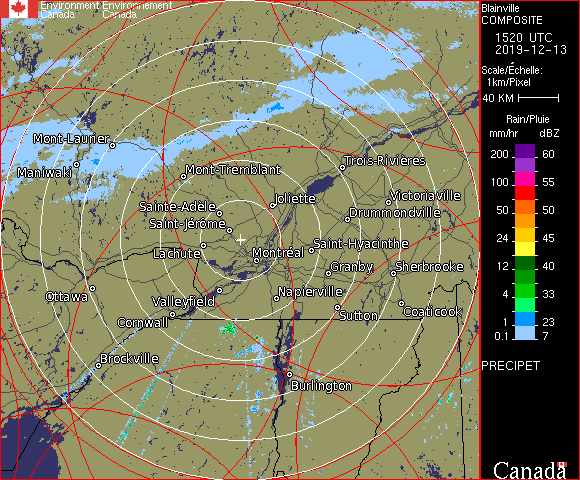 Environment Environnement
Canada Canada
Blainville
COMPOSITE
1520 UTC
2019-12-13
Scale/Échelle:
1km/Pixel
40 KM
Rain/Pluie
mm/hr dBZ
200 60
150 57
100 55
50 50
24 45
12 40
4 33
1 23
0.1 7
PRECIPET
Canada
Mont-Laurier
Maniwaki
Mont-Tremblant
Trois-Rivières
Sainte-Adèle
Joliette
Victoriaville
Drummondville
Saint-Jérôme
Lachute
Montréal
Saint-Hyacinthe
Granby
Sherbrooke
Ottawa
Valleyfield
Napierville
Cornwall
Sutton
Coaticook
Brockville
Burlington